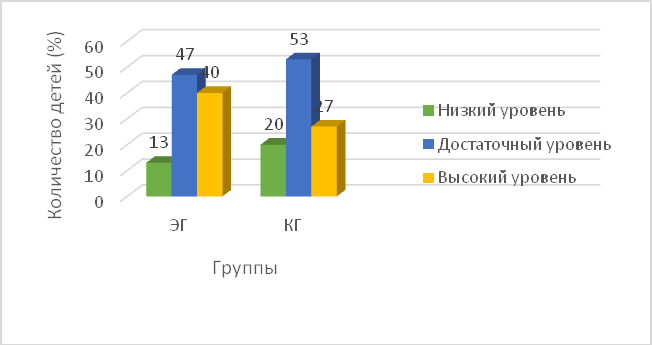 Количество детей (%)
60
50
40
30
20
10
0
13
47
40
20
53
27
ЭГ
КГ
Группы
Низкий уровень
Достаточный уровень
Высокий уровень